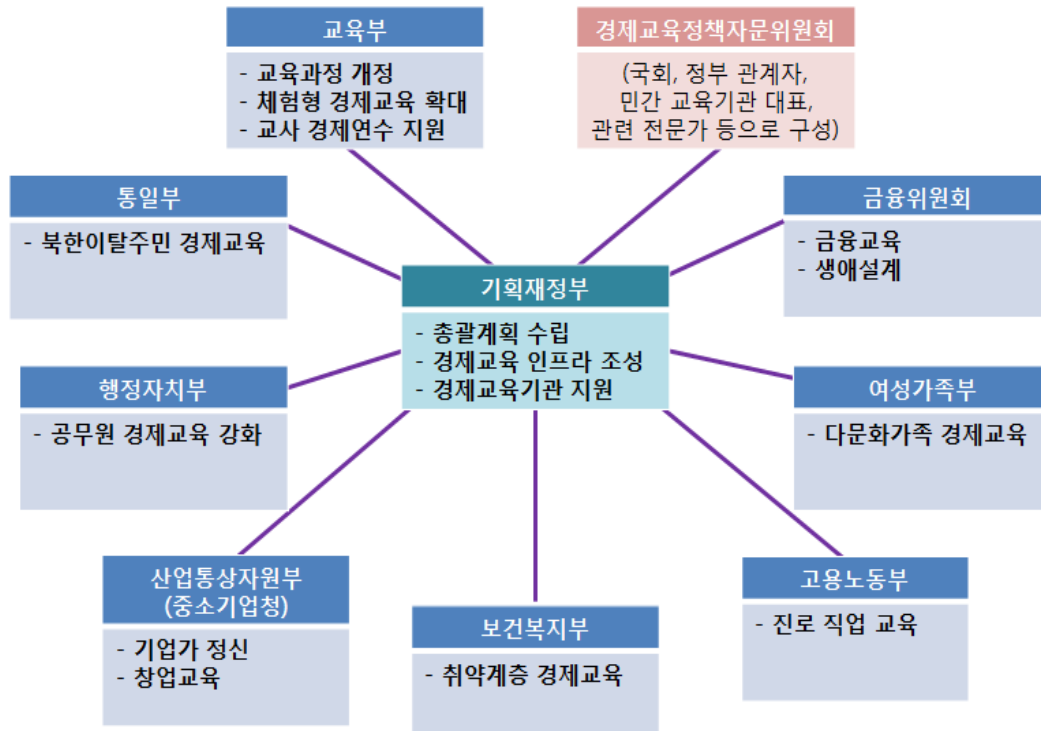 교육부
- 교육과정 개정
- 체험형 경제교육 확대
- 교사 경제연수 지원
경제교육정책자문위원회
(국회, 정부 관계자,
민간 교육기관 대표,
관련 전문가 등으로 구성)
통일부
- 북한이탈주민 경제교육
금융위원회
- 금융교육
- 생애설계
기획재정부
- 총괄계획 수립
- 경제교육 인프라 조성
- 경제교육기관 지원
행정자치부
- 공무원 경제교육 강화
여성가족부
- 다문화가족 경제교육
산업통상자원부
(중소기업청)
- 기업가 정신
- 창업교육
보건복지부
- 취약계층 경제교육
고용노동부
- 진로 직업 교육